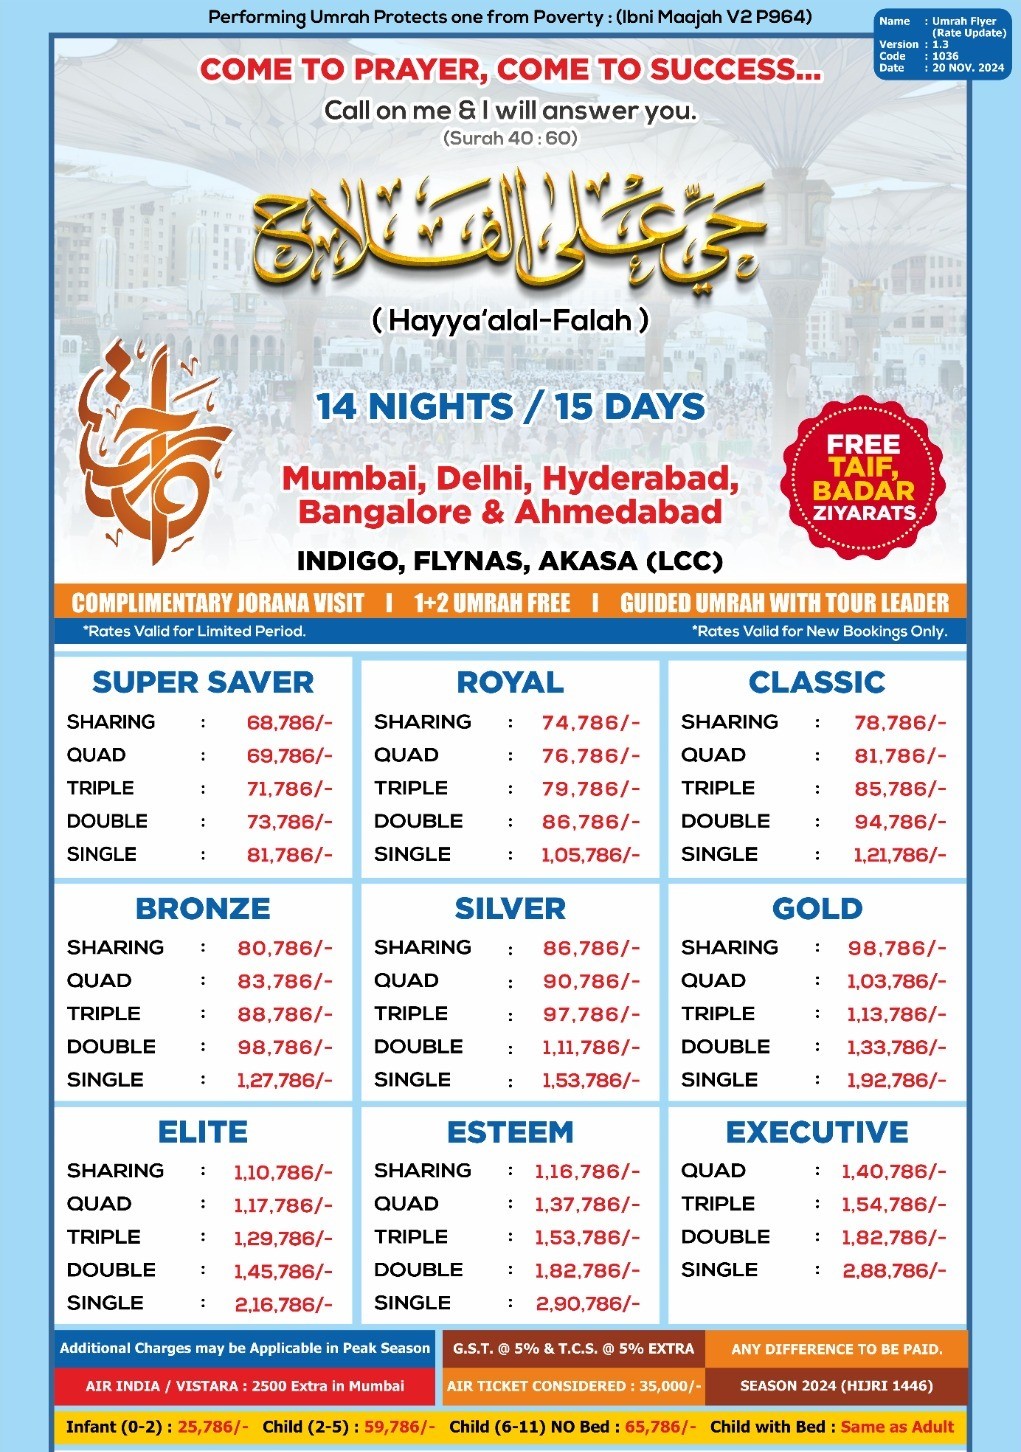 Performing Umrah Protects one from Poverty : (Ibni Maajah V2 P964)
Name : Umrah Flyer
(Rate Update)
Version : 1.3
Code : 1036
Date : 20 NOV. 2024
COME TO PRAYER, COME TO SUCCESS...
Call on me & I will answer you.
(Surah 40 : 60)
حَيَّ عَلَى الفَلَاح
( Hayya‘alal-Falah )
14 NIGHTS / 15 DAYS
Mumbai, Delhi, Hyderabad,
Bangalore & Ahmedabad
INDIGO, FLYNAS, AKASA (LCC)
FREE
TAIF,
BADAR
ZIYARATS
COMPLIMENTARY JORANA VISIT I 1+2 UMRAH FREE I GUIDED UMRAH WITH TOUR LEADER
*Rates Valid for Limited Period. *Rates Valid for New Bookings Only.
SUPER SAVER
SHARING : 68,786/-
QUAD : 69,786/-
TRIPLE : 71,786/-
DOUBLE : 73,786/-
SINGLE : 81,786/-
ROYAL
SHARING : 74,786/-
QUAD : 76,786/-
TRIPLE : 79,786/-
DOUBLE : 86,786/-
SINGLE : 1,05,786/-
CLASSIC
SHARING : 78,786/-
QUAD : 81,786/-
TRIPLE : 85,786/-
DOUBLE : 94,786/-
SINGLE : 1,21,786/-
BRONZE
SHARING : 80,786/-
QUAD : 83,786/-
TRIPLE : 88,786/-
DOUBLE : 98,786/-
SINGLE : 1,27,786/-
SILVER
SHARING : 86,786/-
QUAD : 90,786/-
TRIPLE : 97,786/-
DOUBLE : 1,11,786/-
SINGLE : 1,53,786/-
GOLD
SHARING : 98,786/-
QUAD : 1,03,786/-
TRIPLE : 1,13,786/-
DOUBLE : 1,33,786/-
SINGLE : 1,92,786/-
ELITE
SHARING : 1,10,786/-
QUAD : 1,17,786/-
TRIPLE : 1,29,786/-
DOUBLE : 1,45,786/-
SINGLE : 2,16,786/-
ESTEEM
SHARING : 1,16,786/-
QUAD : 1,37,786/-
TRIPLE : 1,53,786/-
DOUBLE : 1,82,786/-
SINGLE : 2,90,786/-
EXECUTIVE
QUAD : 1,40,786/-
TRIPLE : 1,54,786/-
DOUBLE : 1,82,786/-
SINGLE : 2,88,786/-
Additional Charges may be Applicable in Peak Season G.S.T. @ 5% & T.C.S. @ 5% EXTRA ANY DIFFERENCE TO BE PAID.
AIR INDIA / VISTARA : 2500 Extra in Mumbai AIR TICKET CONSIDERED : 35,000/- SEASON 2024 (HIJRI 1446)
Infant (0-2) : 25,786/- Child (2-5) : 59,786/- Child (6-11) NO Bed : 65,786/- Child with Bed : Same as Adult